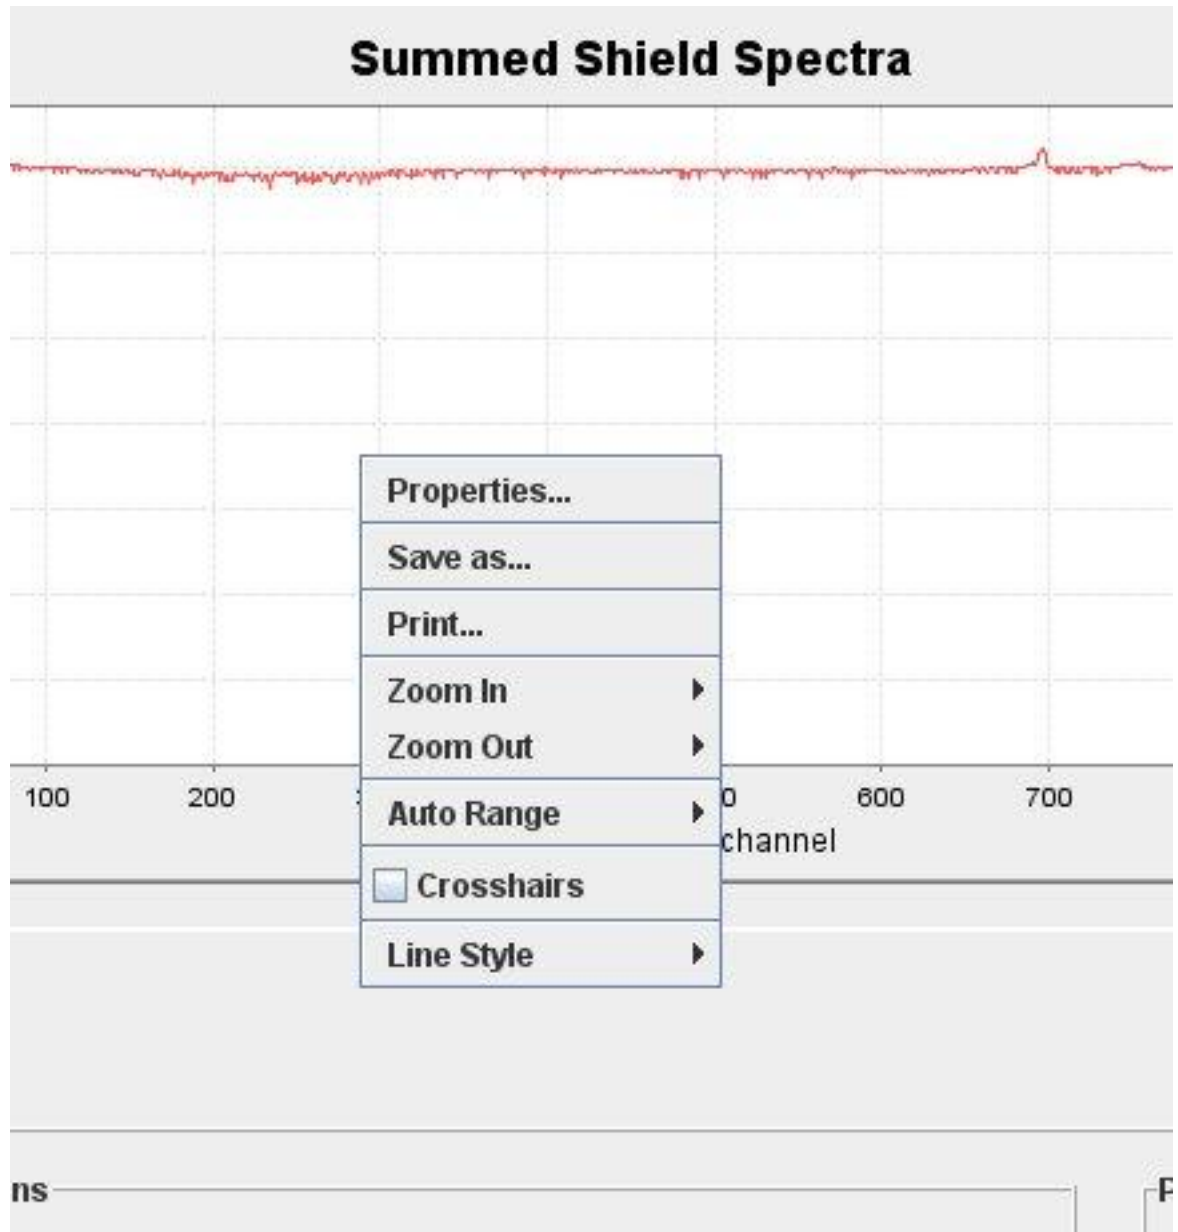 Summed Shield Spectra
Properties...
Save as...
Print...
Zoom In
Zoom Out
100 200 600 700
Auto Range
channel
Crosshairs
Line Style
ns
P